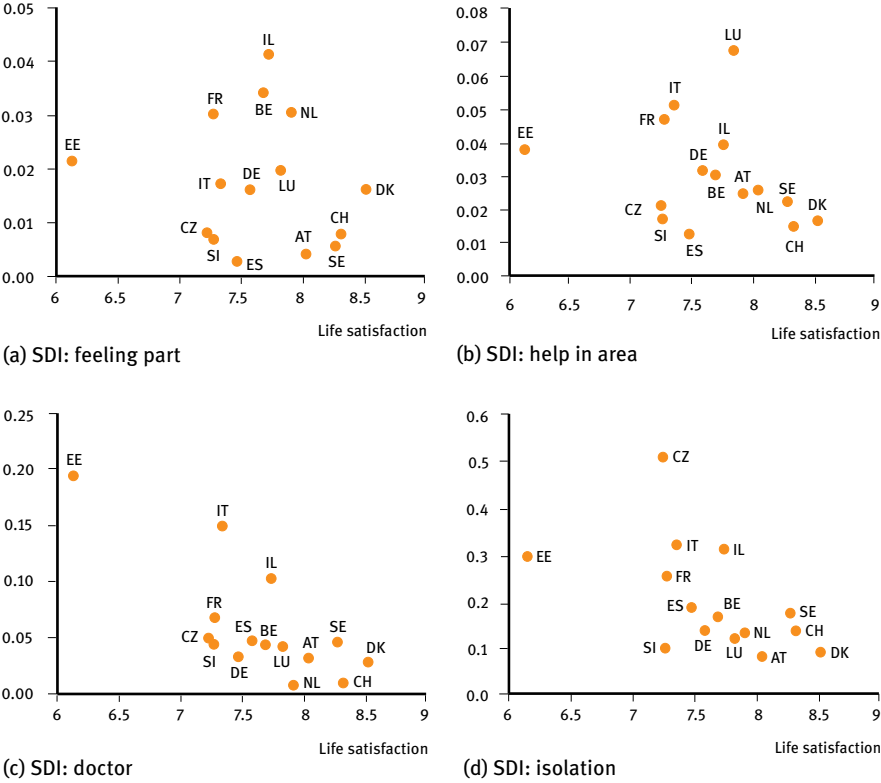 0.05
0.04
0.03
0.02
0.01
0.00
IL
FR
BE
NL
EE
IT
DE
LU
DK
CZ
SI
ES
AT
CH
SE
6 6.5 7 7.5 8 8.5 9
Life satisfaction
(a) SDI: feeling part
0.08
0.07
0.06
0.05
0.04
0.03
0.02
0.01
0.00
LU
IT
FR
EE
IL
DE
BE
AT
NL
SE
DK
CZ
SI
ES
CH
6 6.5 7 7.5 8 8.5 9
Life satisfaction
(b) SDI: help in area
0.25
0.20
0.15
0.10
0.05
0.00
EE
IT
IL
FR
CZ
SI
ES
BE
DE
LU
AT
SE
DK
NL
CH
6 6.5 7 7.5 8 8.5 9
Life satisfaction
(c) SDI: doctor
0.6
0.5
0.4
0.3
0.2
0.1
0.0
CZ
EE
IT
IL
FR
ES
BE
SE
SI
DE
LU
NL
CH
AT
DK
6 6.5 7 7.5 8 8.5 9
Life satisfaction
(d) SDI: isolation